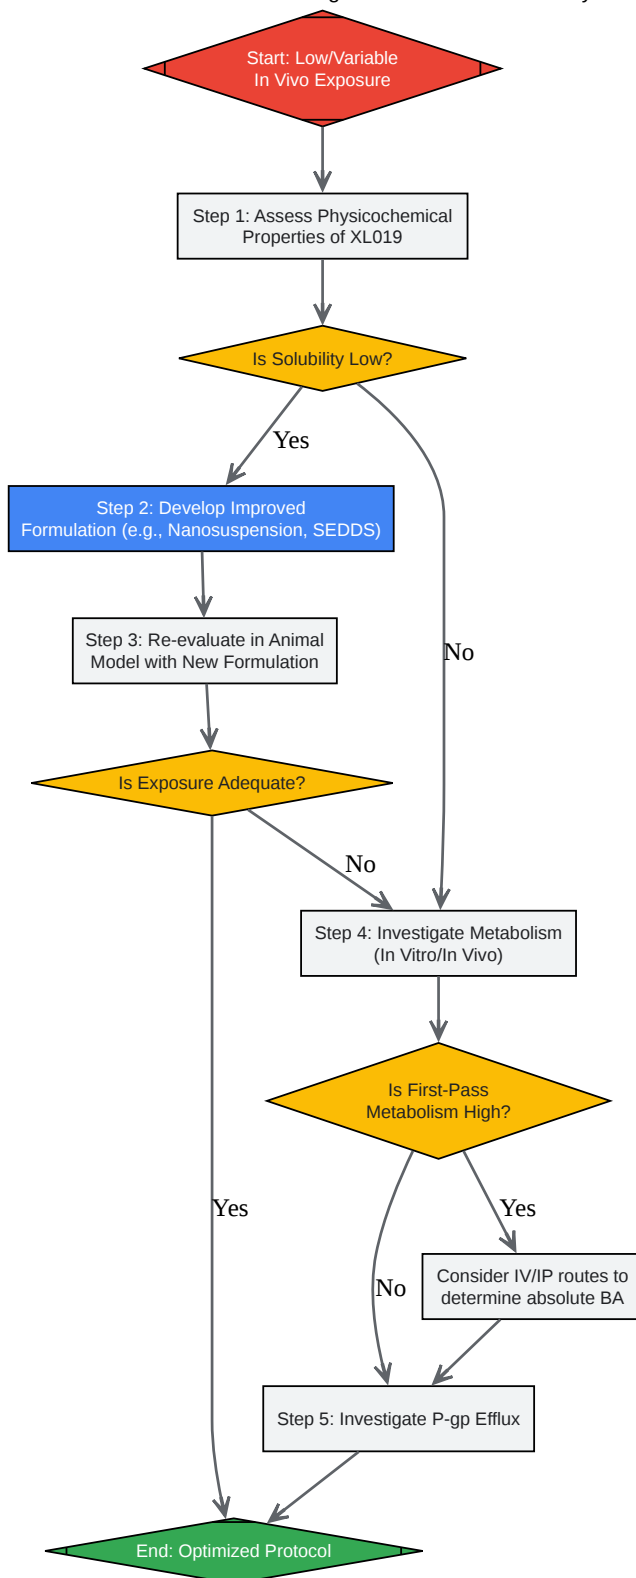 Start: Low/Variable
In Vivo Exposure
Step 1: Assess Physicochemical
Properties of XL019
Is Solubility Low?
Yes
Step 2: Develop Improved
Formulation (e.g., Nanosuspension, SEDDS)
Step 3: Re-evaluate in Animal
Model with New Formulation
No
Is Exposure Adequate?
No
Step 4: Investigate Metabolism
(In Vitro/In Vivo)
Is First-Pass
Metabolism High?
Yes
Yes
No
Consider IV/IP routes to
determine absolute BA
Step 5: Investigate P-gp Efflux
End: Optimized Protocol